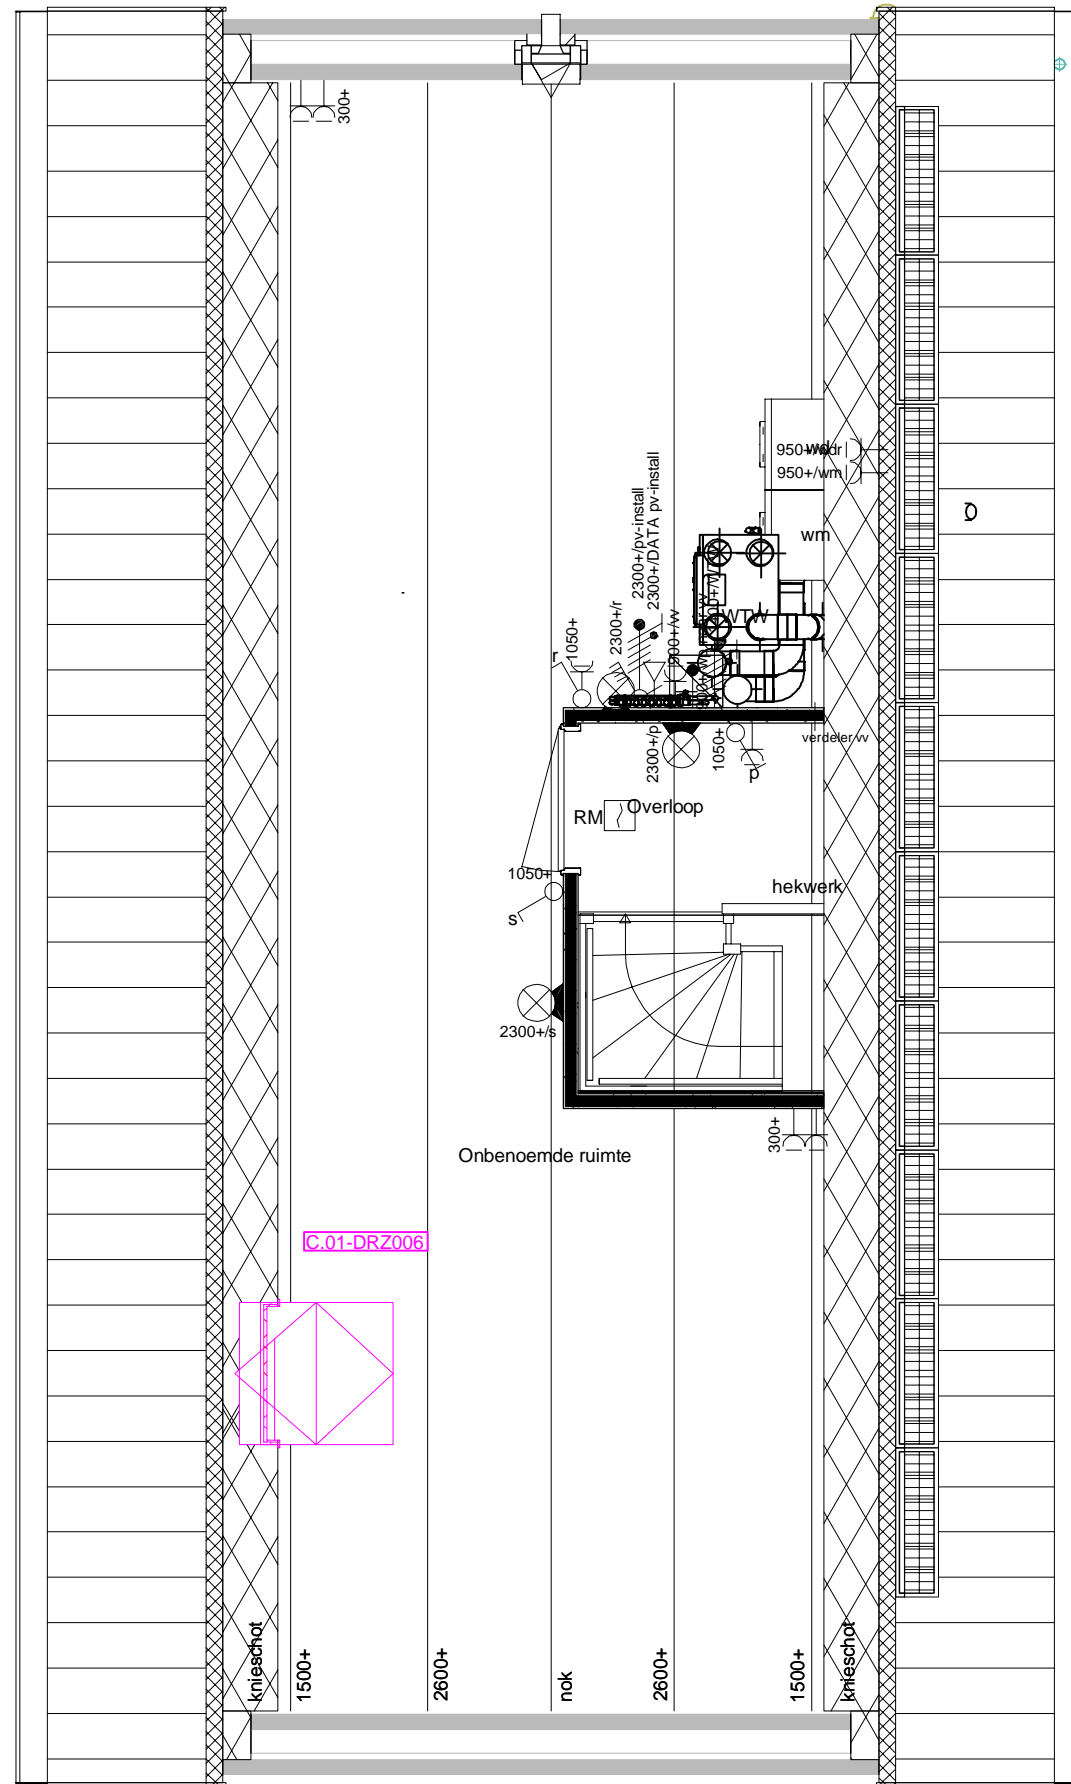 300+
950+/wdr
wd
950+/wm
wm
2300+/pv-install
2300+/DATA pv-install
2300+/r
1050+
r
WTW
verdeler vv
2300+/p
1050+
p
RM
Overloop
1050+
s
hekwerk
2300+/s
300+
Onbenoemde ruimte
C.01-DRZ006
knieschot
1500+
2600+
nok
2600+
1500+
knieschot